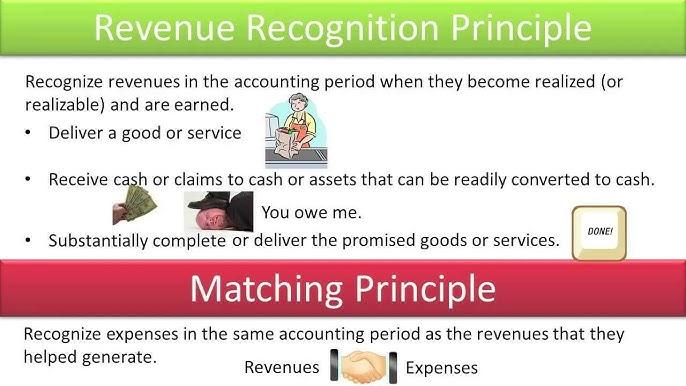 Revenue Recognition Principle
Recognize revenues in the accounting period when they become realized (or
realizable) and are earned.
• Deliver a good or service
• Receive cash or claims to cash or assets that can be readily converted to cash.
You owe me.
• Substantially complete or deliver the promised goods or services.
DONE!
Matching Principle
Recognize expenses in the same accounting period as the revenues that they
helped generate.
Revenues Expenses